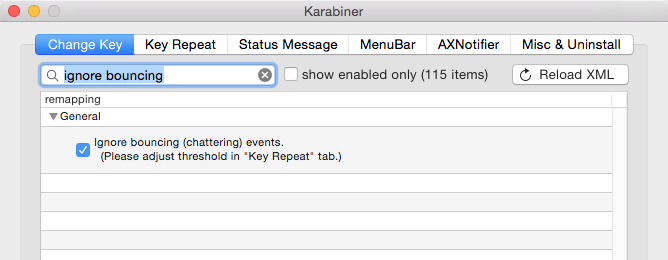 Karabiner
Change Key Key Repeat Status Message MenuBar AXNotifier Misc & Uninstall
ignore bouncing show enabled only (115 items) Reload XML
remapping
General
Ignore bouncing (chattering) events.
(Please adjust threshold in "Key Repeat" tab.)